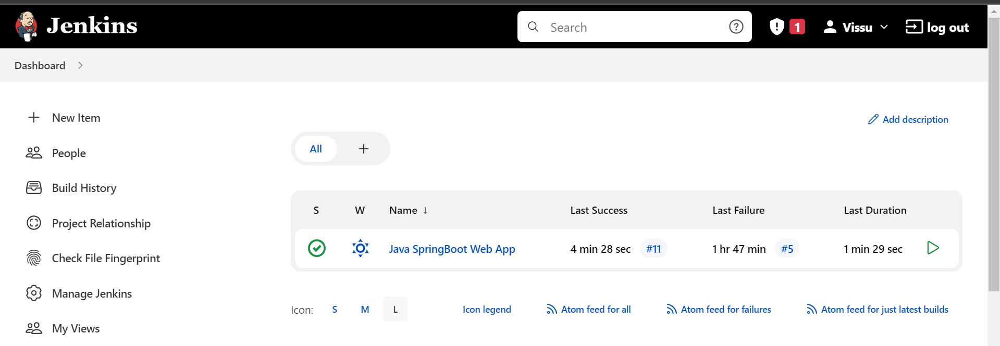 Jenkins
Search
1
Vissu
log out
Dashboard
New Item
People
Build History
Project Relationship
Check File Fingerprint
Manage Jenkins
My Views
Add description
All
S W Name ↓ Last Success Last Failure Last Duration
Java SpringBoot Web App 4 min 28 sec #11 1 hr 47 min #5 1 min 29 sec
Icon: S M L Icon legend Atom feed for all Atom feed for failures Atom feed for just latest builds